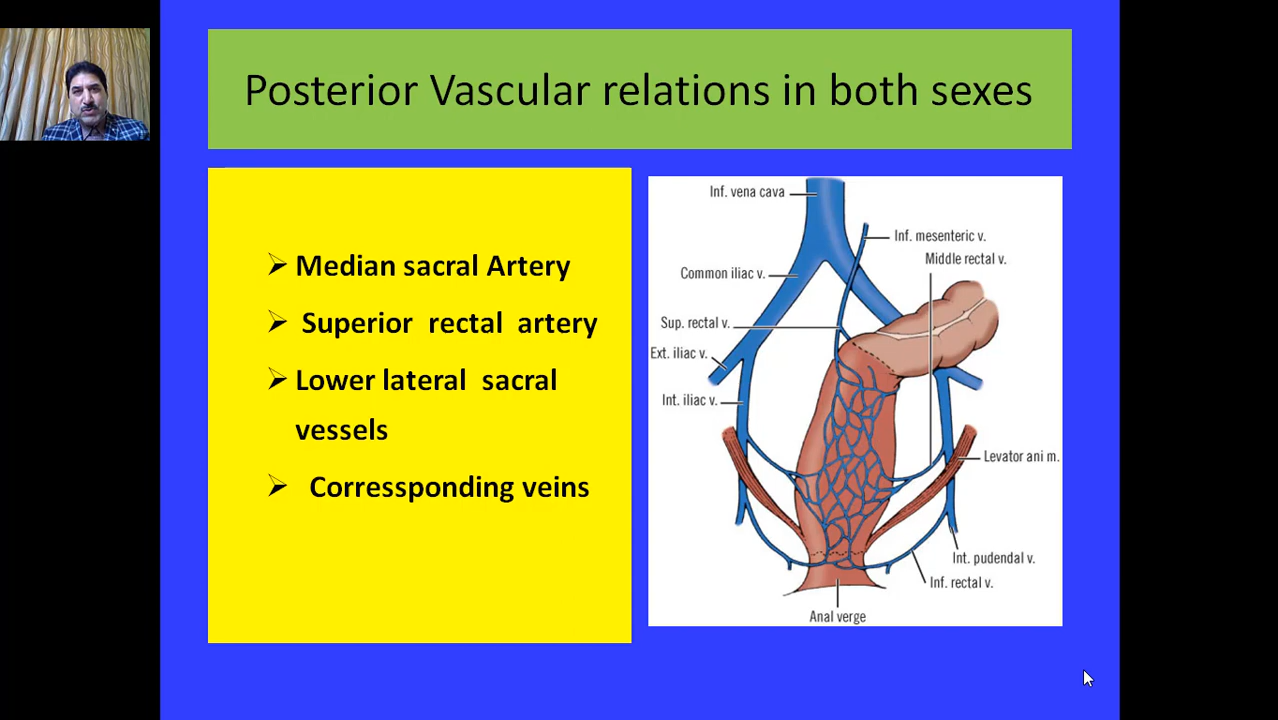 Posterior Vascular relations in both sexes
➢ Median sacral Artery
➢ Superior rectal artery
➢ Lower lateral sacral
vessels
➢ Corressponding veins
Inf. vena cava
Inf. mesenteric v.
Middle rectal v.
Common iliac v.
Sup. rectal v.
Ext. iliac v.
Int. iliac v.
Levator ani m.
Int. pudendal v.
Inf. rectal v.
Anal verge